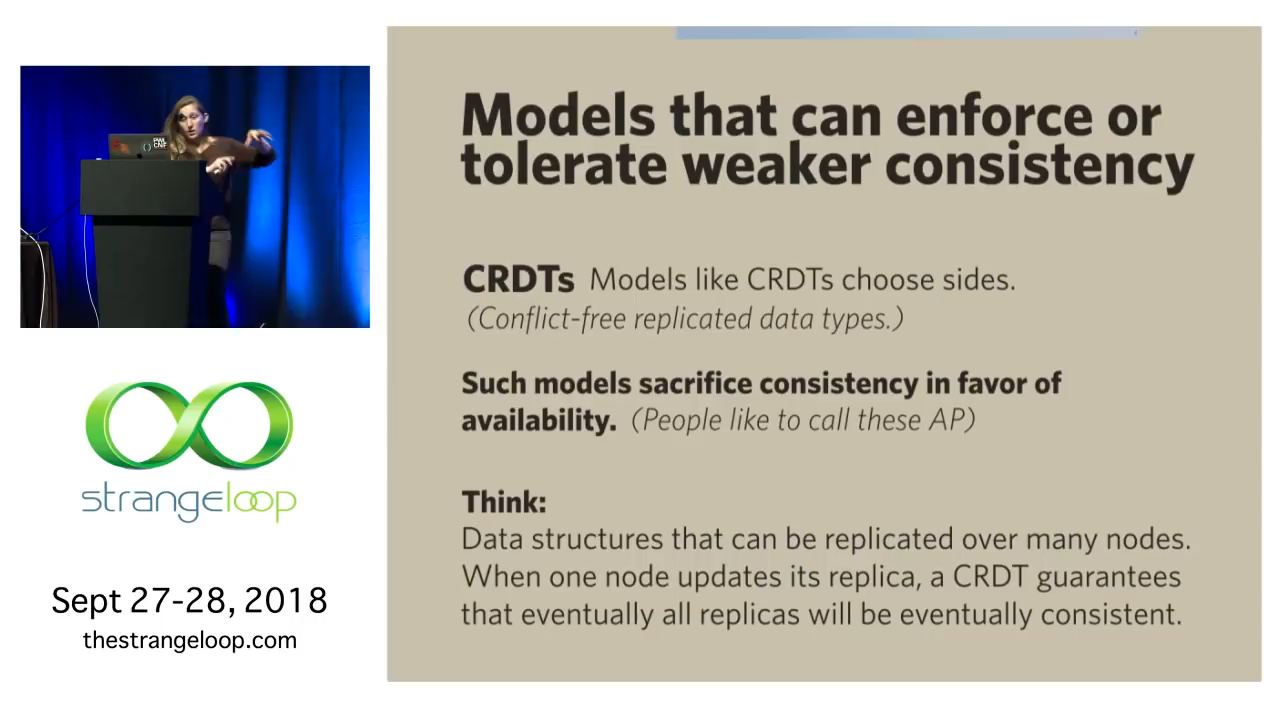 Models that can enforce or
tolerate weaker consistency
CRDTs Models like CRDTs choose sides.
(Conflict-free replicated data types.)
Such models sacrifice consistency in favor of
availability. (People like to call these AP)
Think:
Data structures that can be replicated over many nodes.
When one node updates its replica, a CRDT guarantees
that eventually all replicas will be eventually consistent.
strangeloop
Sept 27-28, 2018
thestrangeloop.com